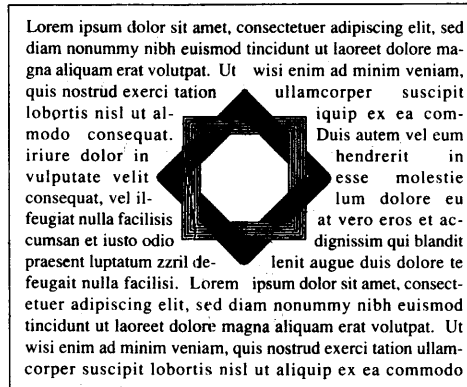 Lorem ipsum dolor sit amet, consectetuer adipiscing elit, sed
diam nonummy nibh euismod tincidunt ut laoreet dolore ma-
gna aliquam erat volutpat. Ut wisi enim ad minim veniam,
quis nostrud exerci tation ullamcorper suscipit
lobortis nisl ut al- iquip ex ea com-
modo consequat. Duis autem vel eum
iriure dolor in hendrerit in
vulputate velit esse molestie
consequat, vel il- lum dolore eu
feugiat nulla facilisis at vero eros et ac-
cumsan et iusto odio dignissim qui blandit
praesent luptatum zzril de- lenit augue duis dolore te
feugait nulla facilisi. Lorem ipsum dolor sit amet, consect-
etuer adipiscing elit, sed diam nonummy nibh euismod
tincidunt ut laoreet dolore magna aliquam erat volutpat. Ut
wisi enim ad minim veniam, quis nostrud exerci tation ullam-
corper suscipit lobortis nisl ut aliquip ex ea commodo